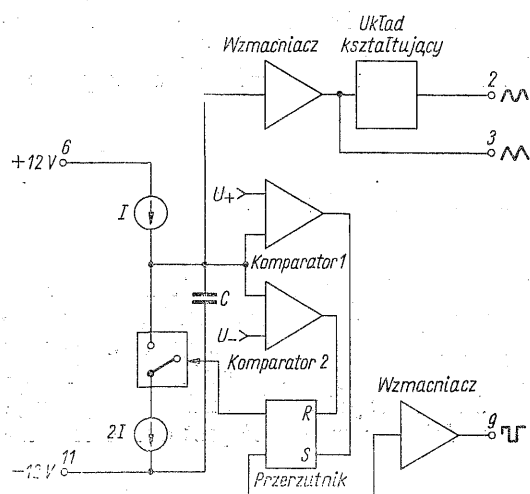 Wzmacniacz
Układ
kształtujący
2
3
6
+12 V
I
U+
Komparator 1
C
U−
Komparator 2
2I
R
S
Przerzutnik
11
−12 V
Wzmacniacz
9